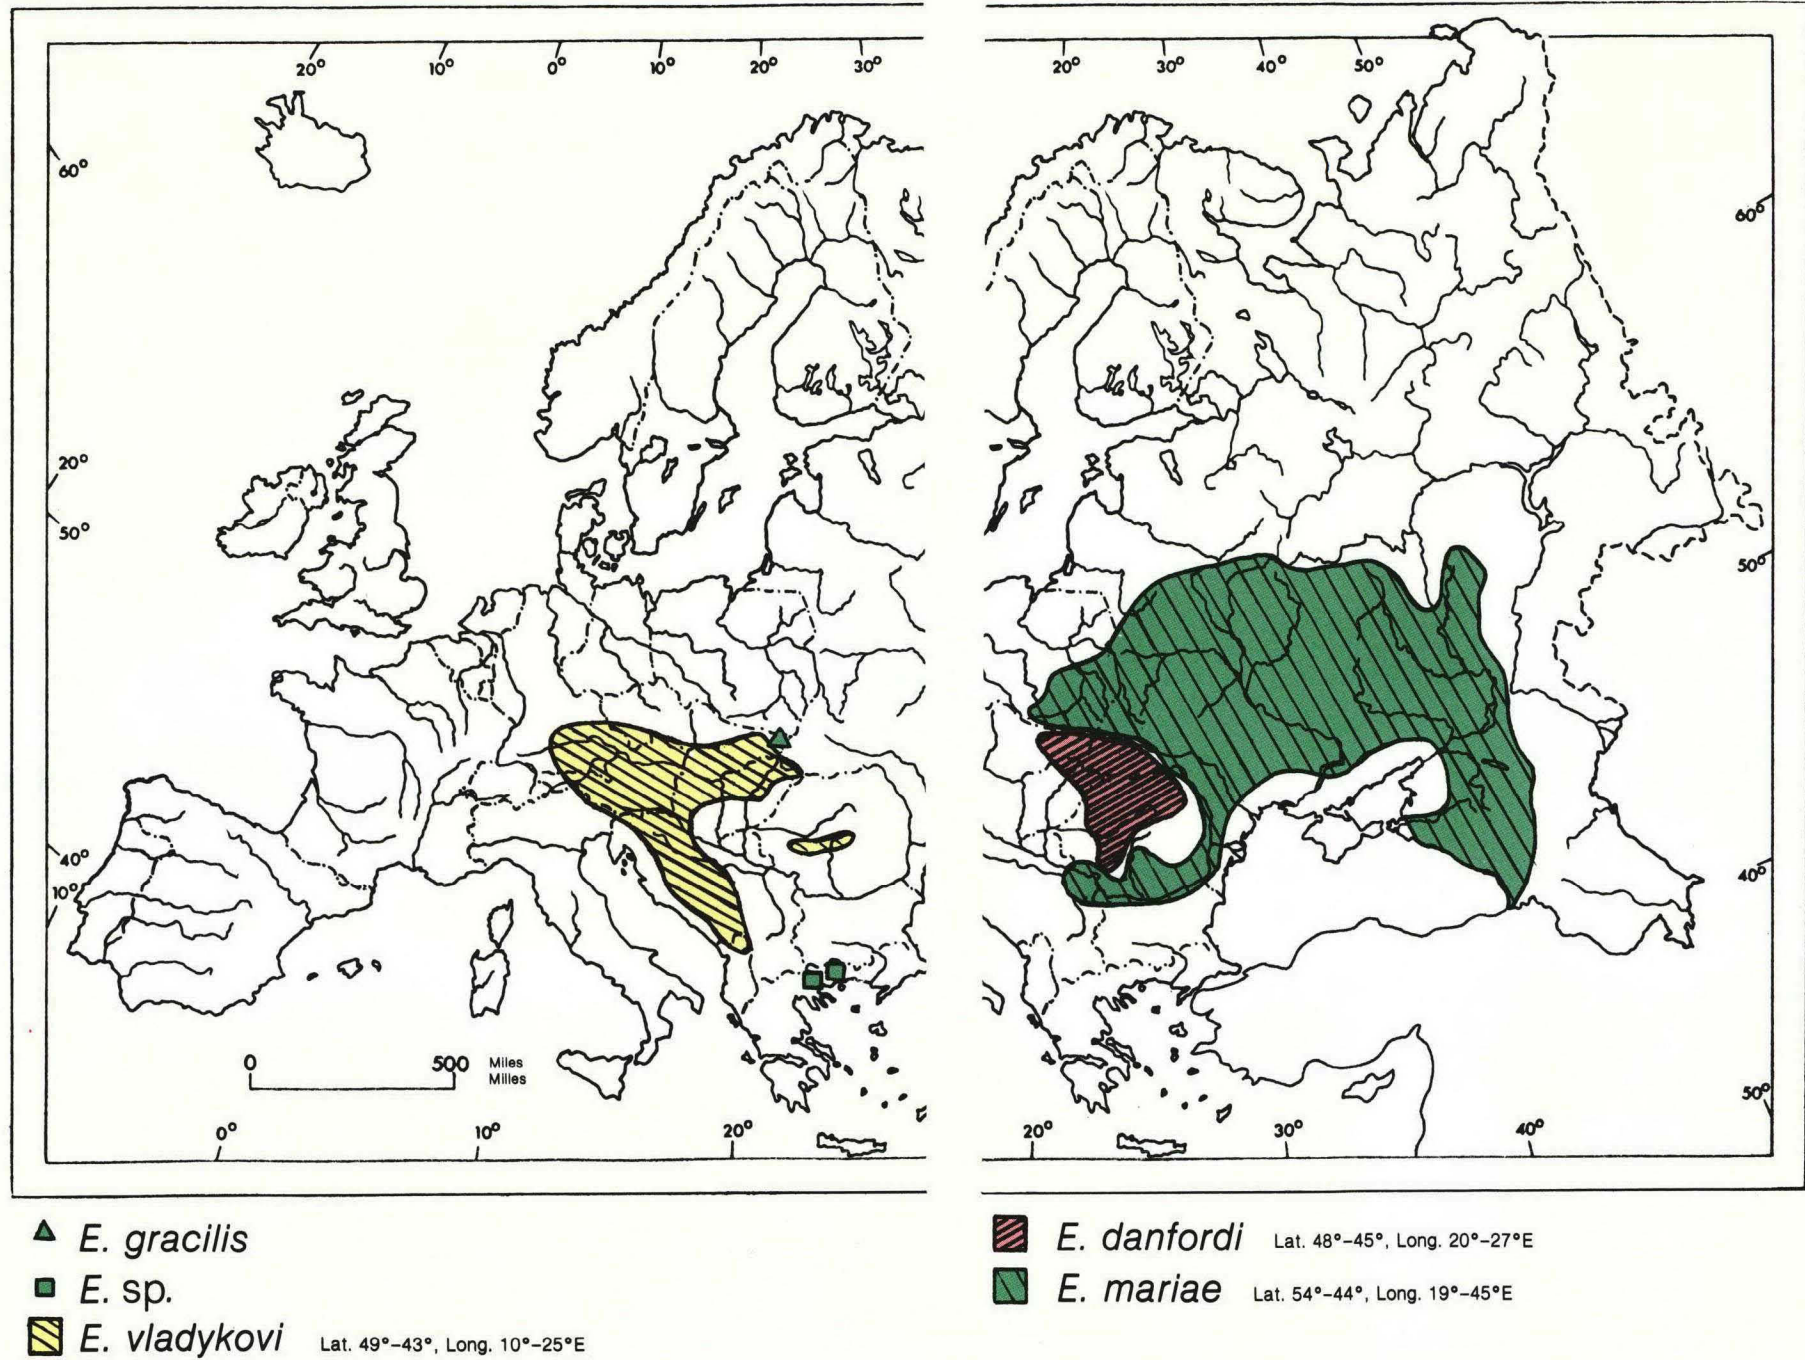 20° 10° 0° 10° 20° 30°
60°
20°
50°
40°
10°
0 500 Miles
Milles
0° 10° 20°
20° 30° 40° 50°
60°
50°
40°
50°
20° 30° 40°
E. gracilis
E. sp.
E. vladykovi Lat. 49°–43°, Long. 10°–25°E
E. danfordi Lat. 48°–45°, Long. 20°–27°E
E. mariae Lat. 54°–44°, Long. 19°–45°E